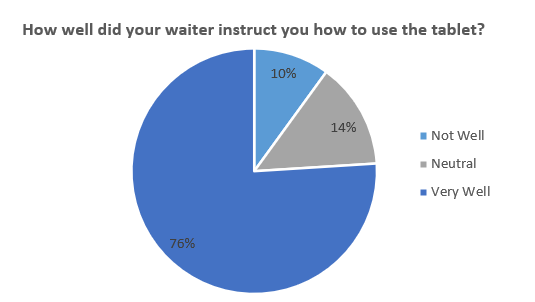 How well did your waiter instruct you how to use the tablet?
10%
14%
Not Well
Neutral
Very Well
76%